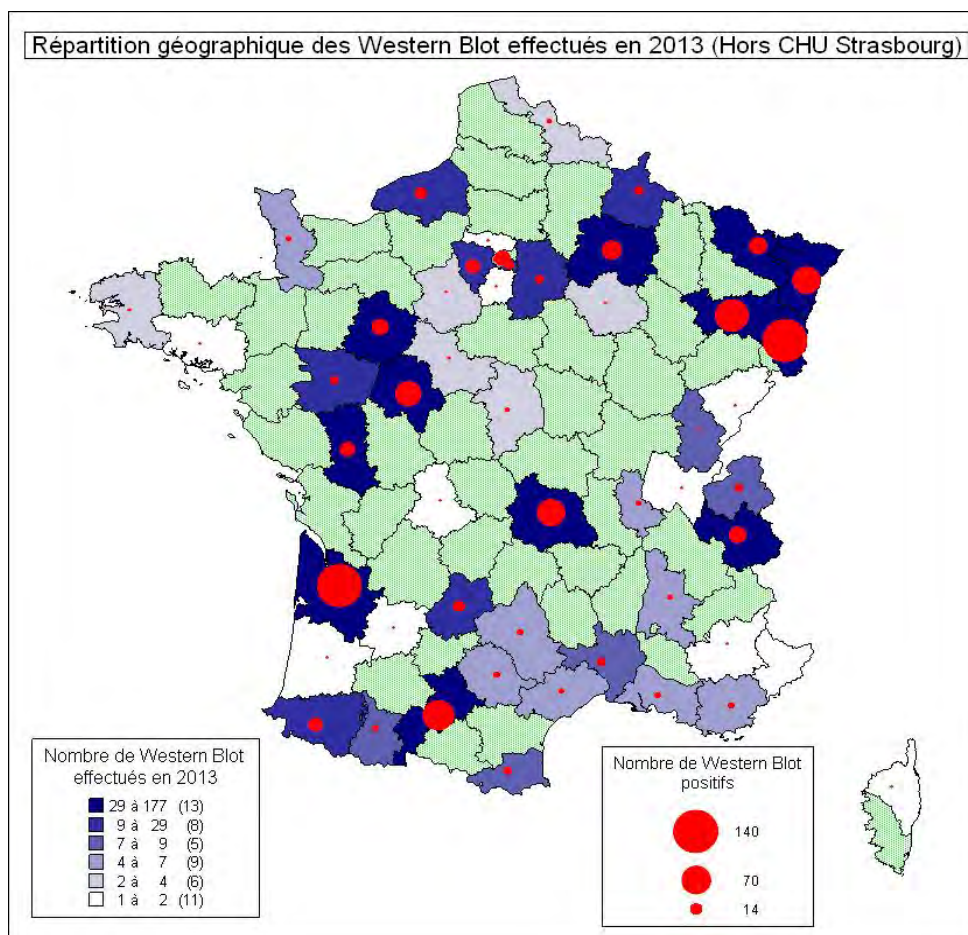 Répartition géographique des Western Blot effectués en 2013 (Hors CHU Strasbourg)
Nombre de Western Blot
effectués en 2013
29 à 177 (13)
9 à 29 (8)
7 à 9 (5)
4 à 7 (9)
2 à 4 (6)
1 à 2 (11)
Nombre de Western Blot
positifs
140
70
14